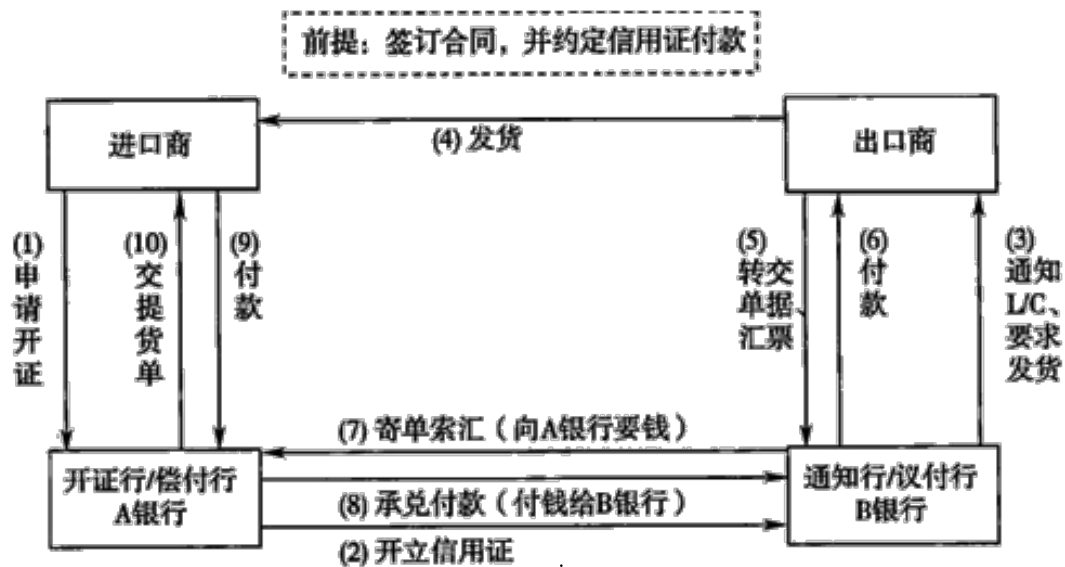 前提：签订合同，并约定信用证付款
进口商
出口商
(4) 发货
(1)
申
请
开
证
(10)
交
提
货
单
(9)
付
款
(5)
转交
单据
汇票
(6)
付
款
(3)
通知
L/C、
要求
发货
(7) 寄单索汇（向A银行要钱）
开证行/偿付行
A银行
通知行/议付行
B银行
(8) 承兑付款（付钱给B银行）
(2) 开立信用证